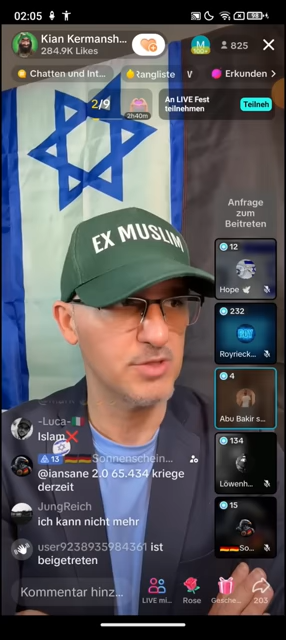 02:05
98
Kian Kermansh...
284.9K Likes
825
Chatten und Int...
Rangliste
Erkunden
2/9
2h40m
An LIVE Fest teilnehmen
Teilneh
EX MUSLIM
Anfrage zum Beitreten
12
Hope
232
Royrieck...
4
Abu Bakir s...
134
Löwenh...
15
So...
-Luca-
Islam❌
13 Sonnenschein...
@iansane 2.0 65.434 kriege
derzeit
JungReich
ich kann nicht mehr
user9238935984361 ist
beigetreten
Kommentar hinz...
LIVE mi...
Rose
Gesche...
203